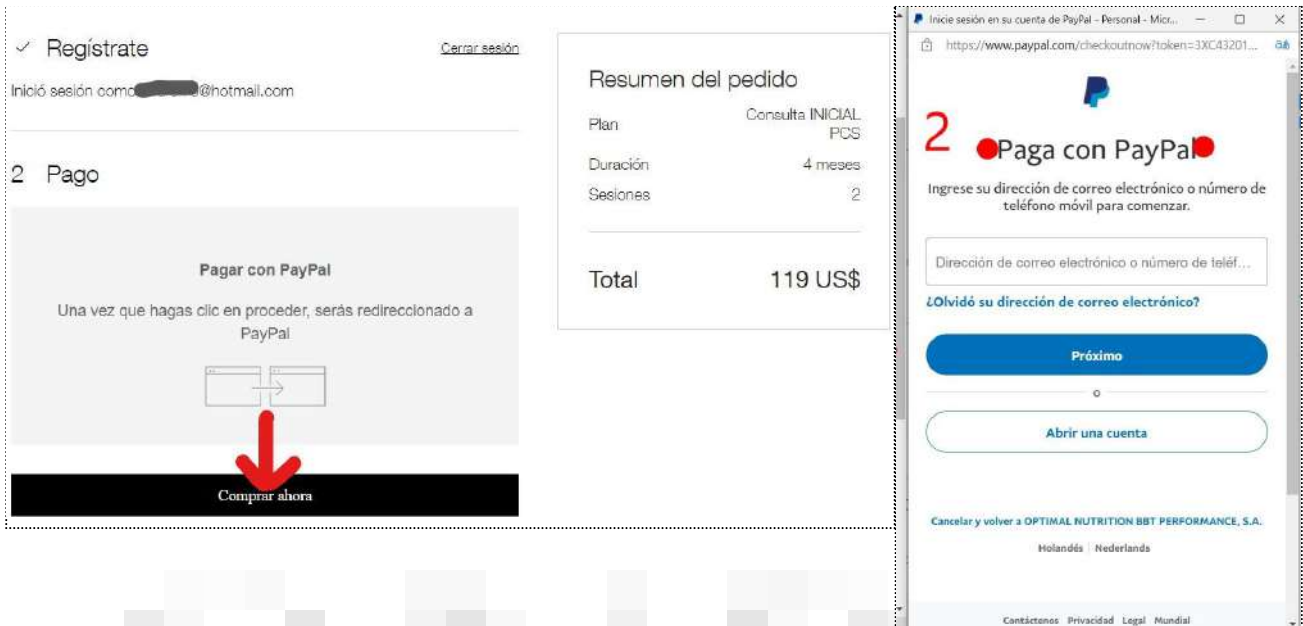 Regístrate
Cerrar sesión
Inició sesión como @hotmail.com
2 Pago
Pagar con PayPal
Una vez que hagas clic en proceder, serás redireccionado a
PayPal
Comprar ahora
Resumen del pedido
Plan Consulta INICIAL
PCS
Duración 4 meses
Sesiones 2
Total 119 US$
Inicie sesión en su cuenta de PayPal - Personal - Micr...
https://www.paypal.com/checkoutnow?token=3XC43201...
2
Paga con PayPal
Ingrese su dirección de correo electrónico o número de
teléfono móvil para comenzar.
Dirección de correo electrónico o número de teléf...
¿Olvidó su dirección de correo electrónico?
Próximo
o
Abrir una cuenta
Cancelar y volver a OPTIMAL NUTRITION BBT PERFORMANCE, S.A.
Holandés Nederlands
Contáctenos Privacidad Legal Mundial